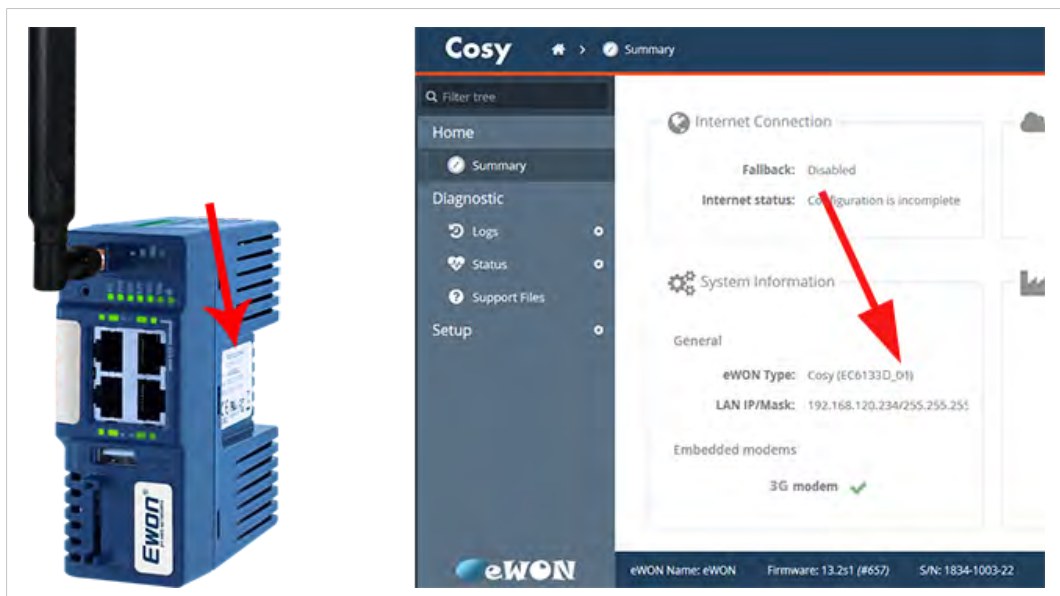 Ewon
Cosy > Summary
Filter tree
Home
Summary
Diagnostic
Logs
Status
Support Files
Setup
eWON
Internet Connection
Fallback: Disabled
Internet status: Configuration is incomplete
System Information
General
eWON Type: Cosy (EC6133D_01)
LAN IP/Mask: 192.168.120.234/255.255.255
Embedded modems
3G modem
eWON Name: eWON Firmware: 13.2s1 (#657) S/N: 1834-1003-22